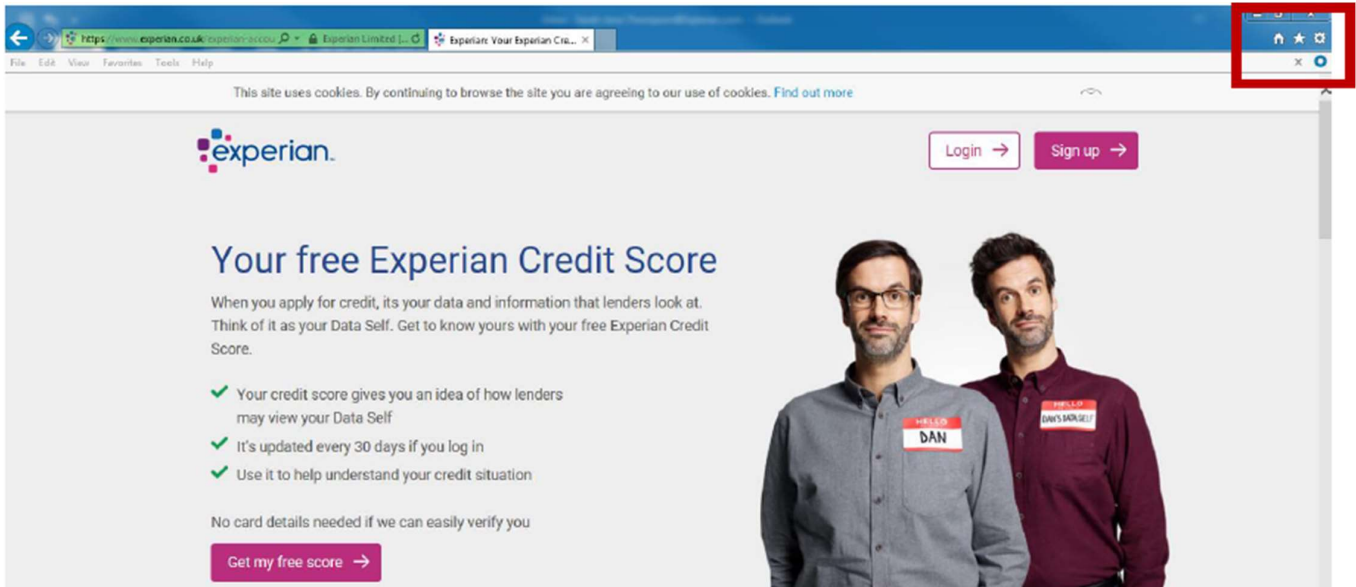 https://www.experian.co.uk/experian-accou
Experian Limited [...
Experian: Your Experian Cre...
File Edit View Favorites Tools Help
This site uses cookies. By continuing to browse the site you are agreeing to our use of cookies. Find out more
experian.
Login
Sign up
Your free Experian Credit Score
When you apply for credit, its your data and information that lenders look at.
Think of it as your Data Self. Get to know yours with your free Experian Credit
Score.
Your credit score gives you an idea of how lenders
may view your Data Self
It's updated every 30 days if you log in
Use it to help understand your credit situation
No card details needed if we can easily verify you
Get my free score
HELLO
DAN
HELLO
DAN'S DATA SELF